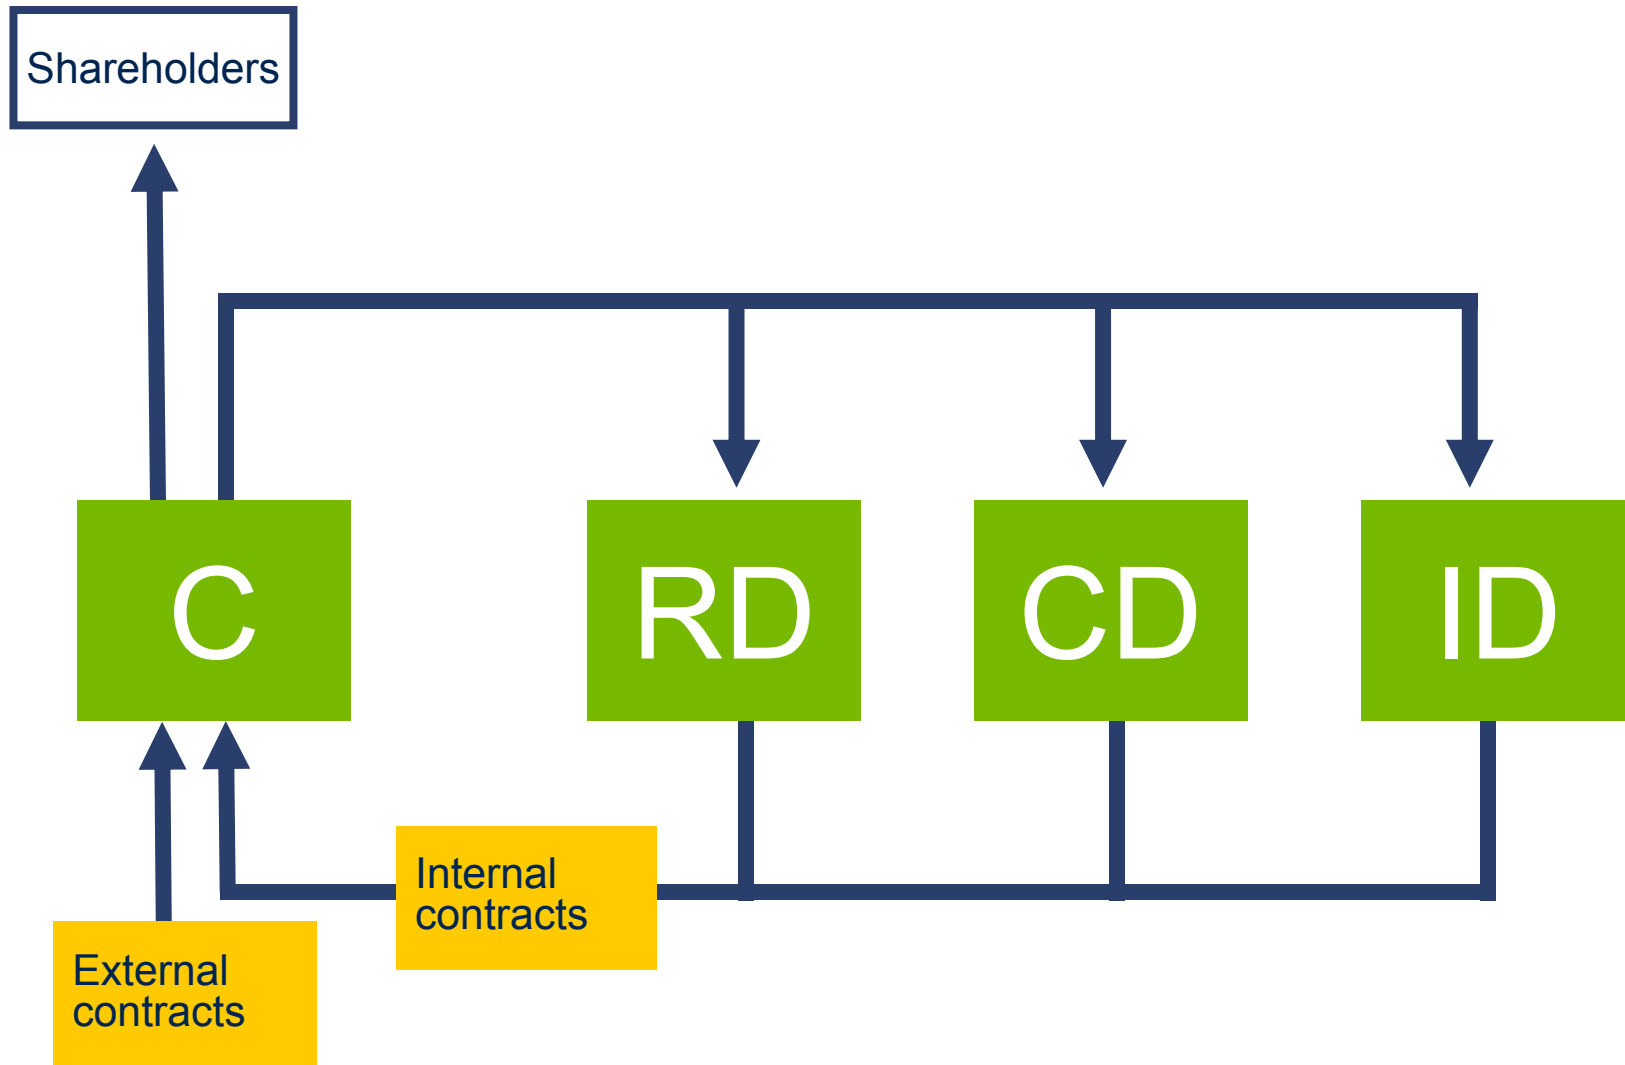 Shareholders
C
RD
CD
ID
Internal
contracts
External
contracts